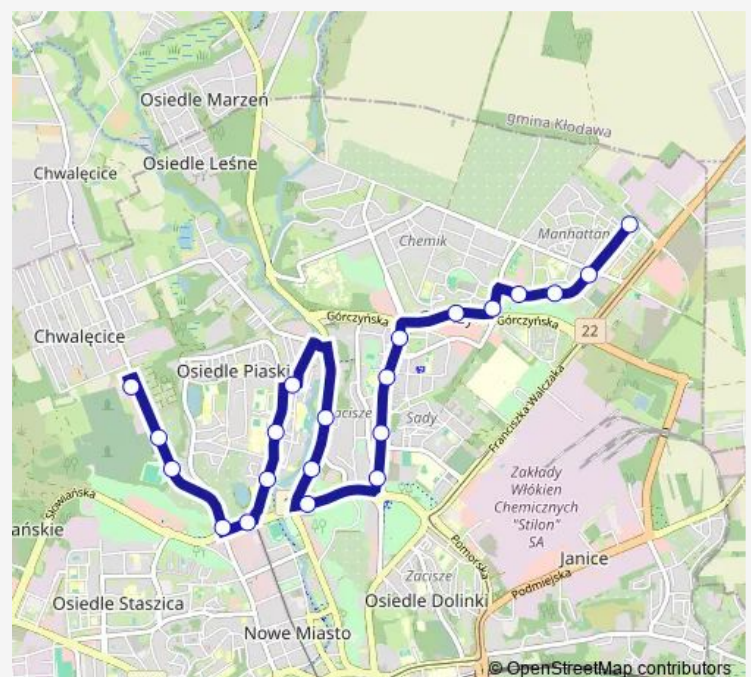 Osiedle Marzeń
gmina Kłodawa
Osiedle Leśne
Chwalęcice
Manhattan
Chemik
Górczyńska
Górczyńska
22
Chwalęcice
Osiedle Piaski
Franciszka Walczaka
Sady
Słowiańska
Zakłady
Włókien
Chemicznych
"Stilon"
SA
ańskie
Pomorska
Janice
Zacisze
Podmiejska
Osiedle Staszica
Osiedle Dolinki
Nowe Miasto
© OpenStreetMap contributors